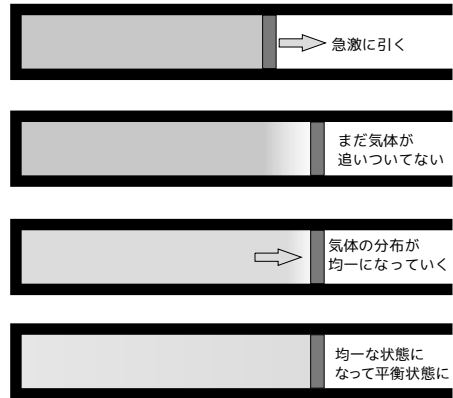 急激に引く
まだ気体が
追いついてない
気体の分布が
均一になっていく
均一な状態に
なって平衡状態に